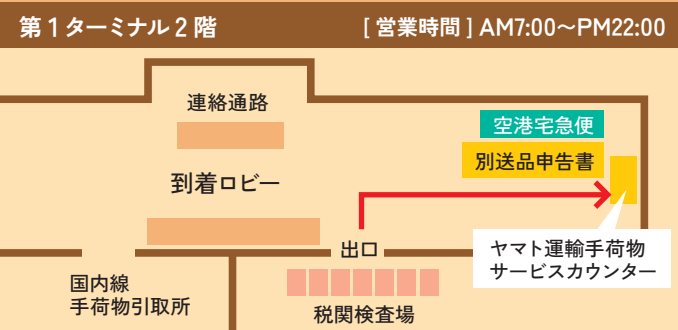 第1ターミナル2階
[ 営業時間 ] AM7:00〜PM22:00
連絡通路
空港宅急便
別送品申告書
到着ロビー
出口
ヤマト運輸手荷物
サービスカウンター
国内線
手荷物引取所
税関検査場